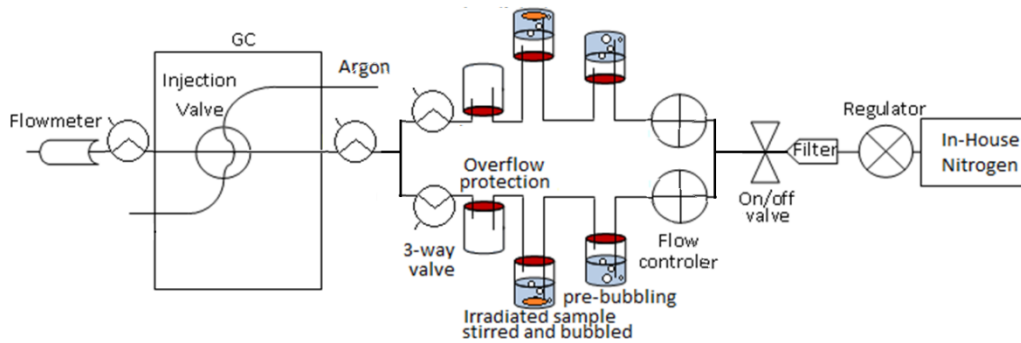 GC
Injection
Valve
Argon
Flowmeter
Overflow
protection
3-way
valve
Irradiated sample
stirred and bubbled
pre-bubbling
Flow
controler
On/off
valve
Filter
Regulator
In-House
Nitrogen